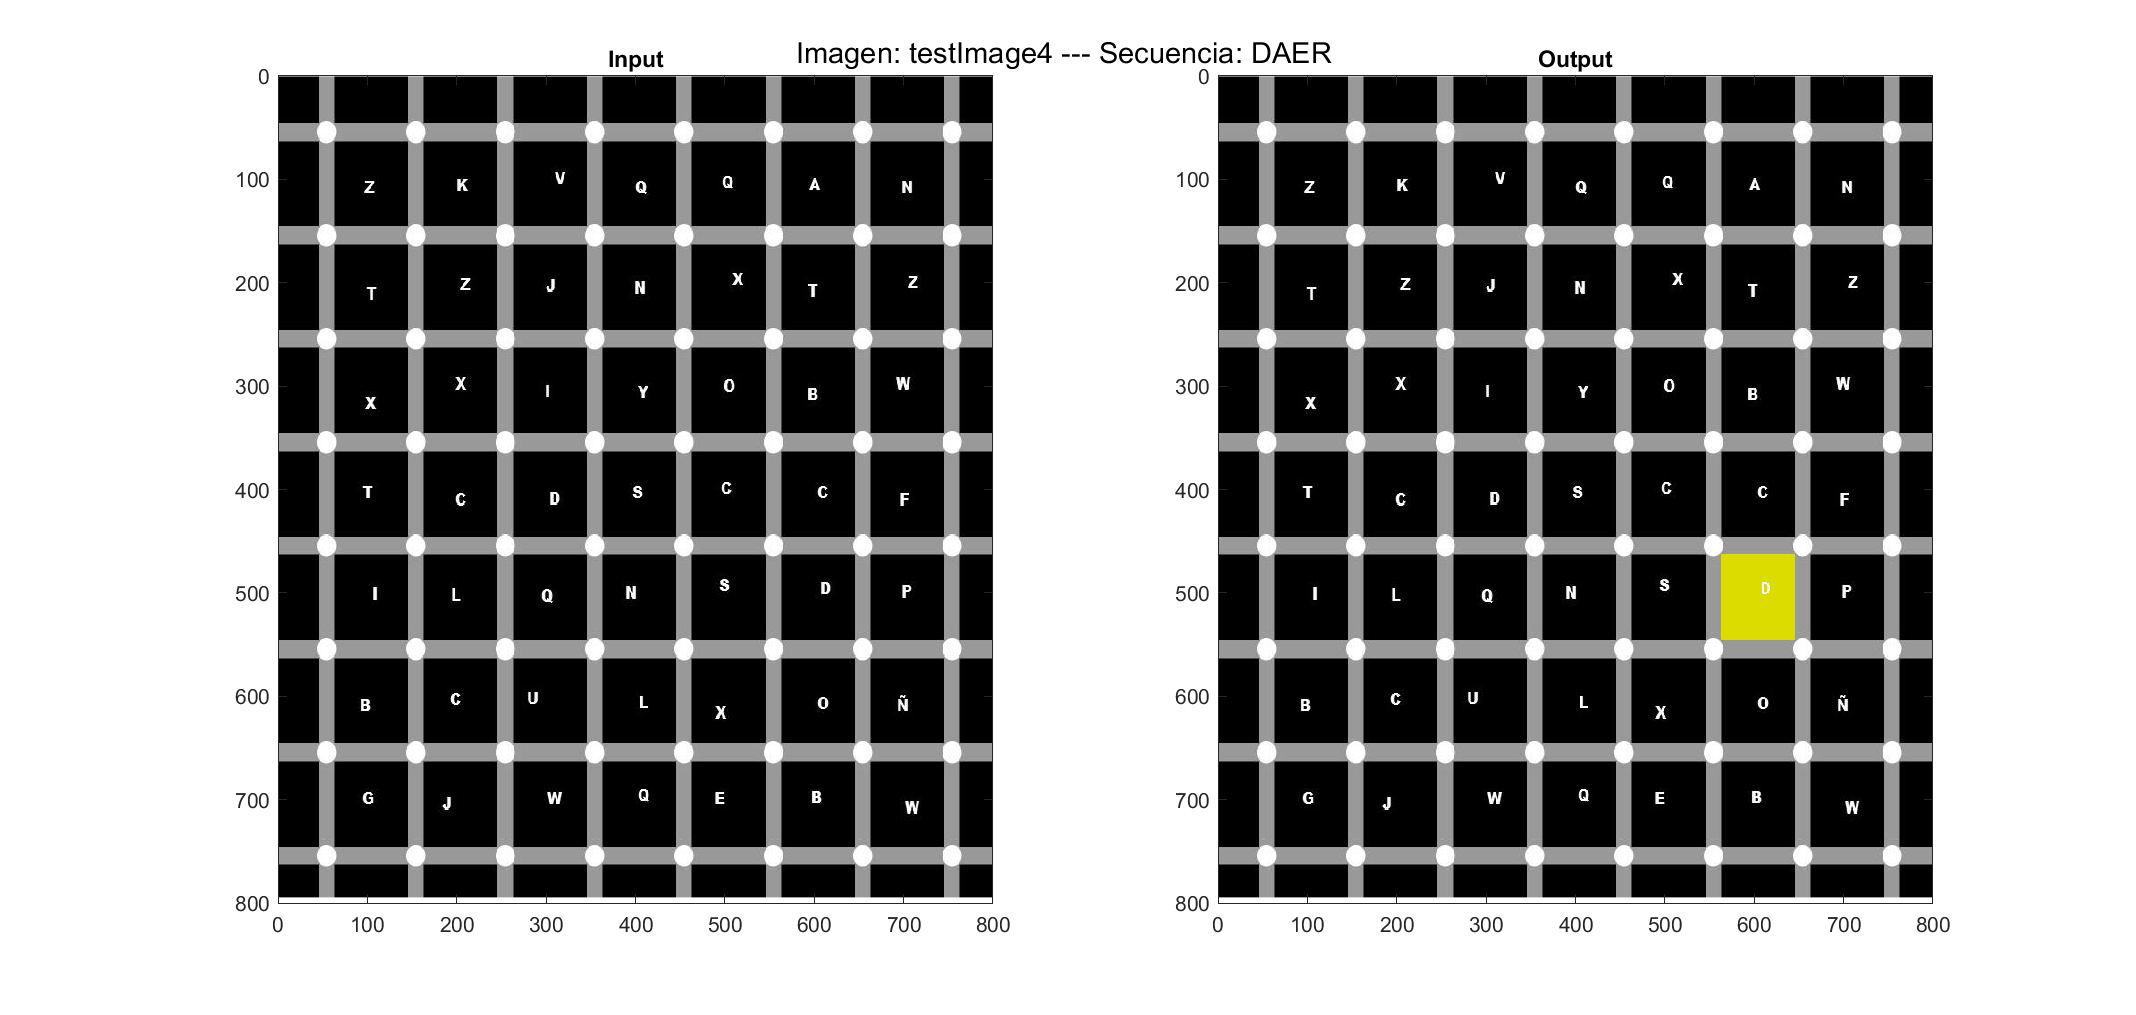 Imagen: testImage4 --- Secuencia: DAER
Input
0
100
200
300
400
500
600
700
800
Z K V Q Q A N
T Z J N X T Z
X X I Y O B W
T C D S C C F
I L Q N S D P
B C U L X O Ñ
G J W Q E B W
0 100 200 300 400 500 600 700 800
Output
0
100
200
300
400
500
600
700
800
Z K V Q Q A N
T Z J N X T Z
X X I Y O B W
T C D S C C F
I L Q N S D P
B C U L X O Ñ
G J W Q E B W
0 100 200 300 400 500 600 700 800